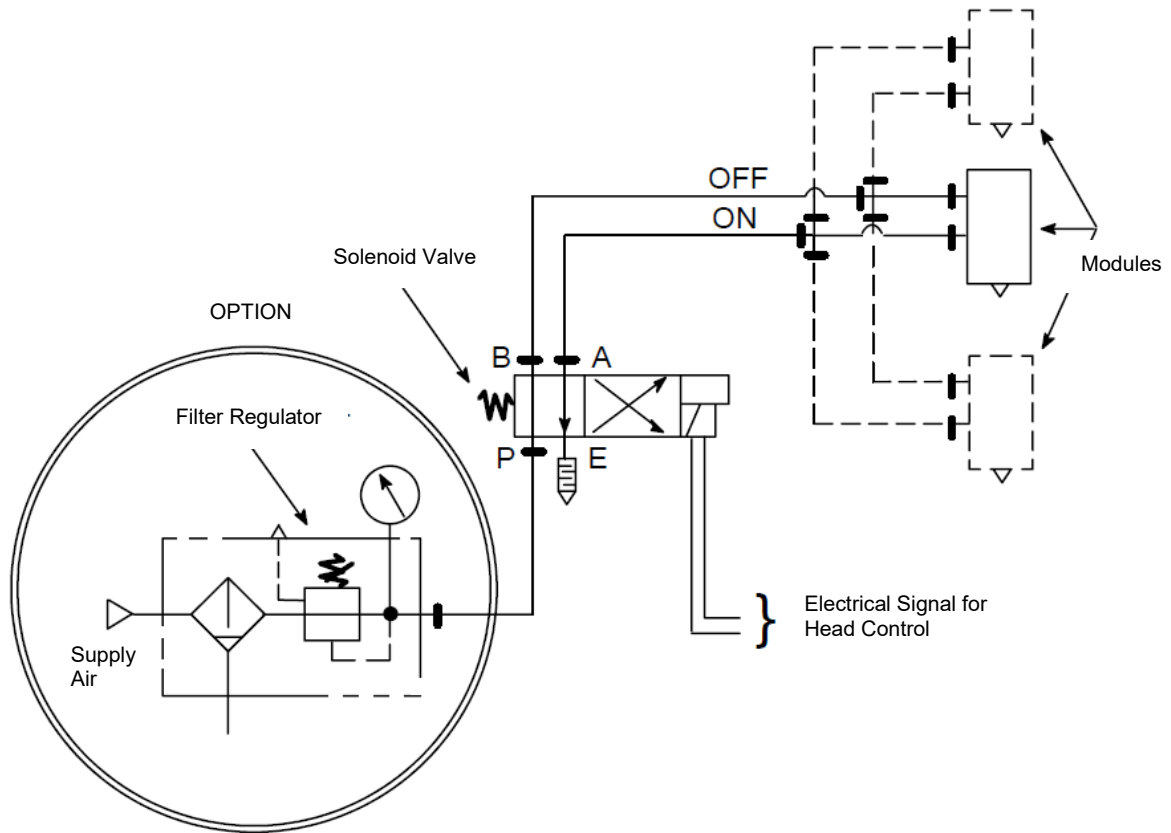 OFF
ON
Solenoid Valve
Modules
OPTION
B
A
Filter Regulator
P
E
Supply
Air
Electrical Signal for
Head Control